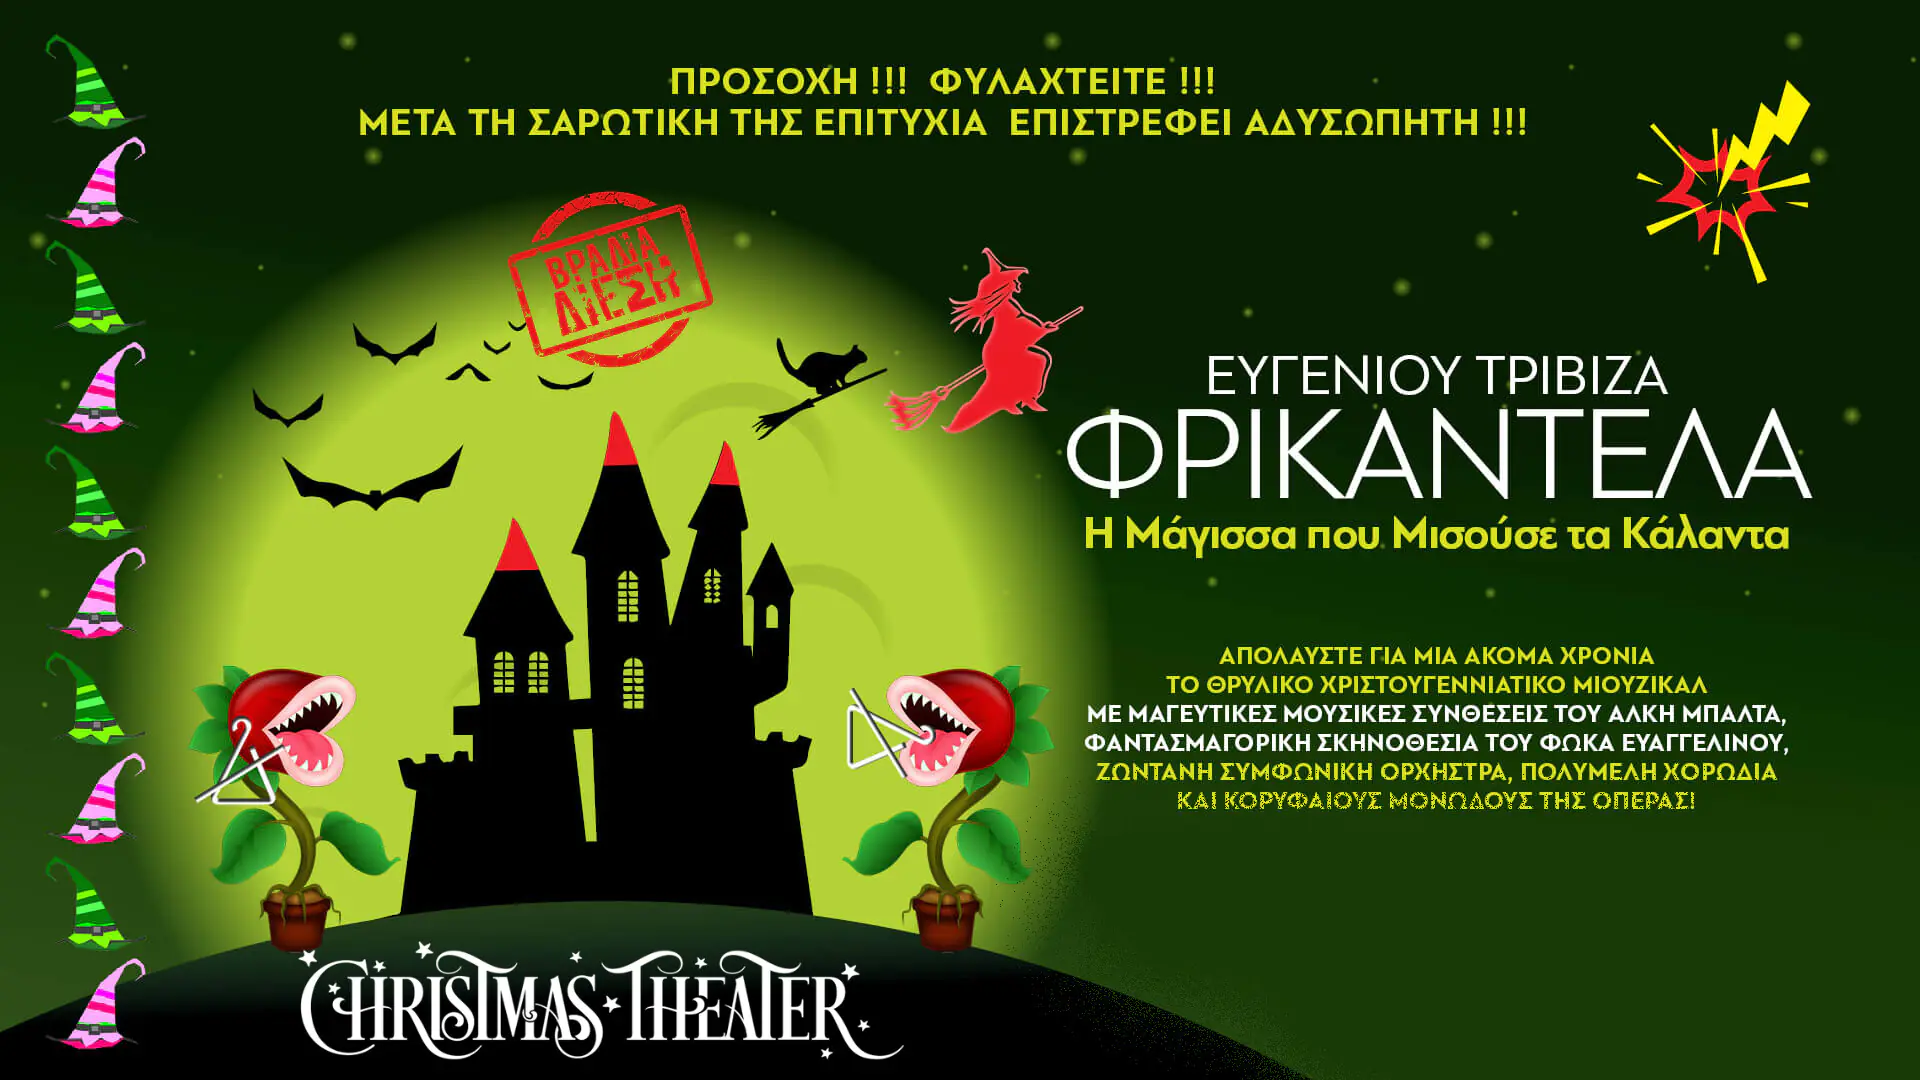 ΠΡΟΣΟΧΗ !!! ΦΥΛΑΧΤΕΙΤΕ !!!
ΜΕΤΑ ΤΗ ΣΑΡΩΤΙΚΗ ΤΗΣ ΕΠΙΤΥΧΙΑ ΕΠΙΣΤΡΕΦΕΙ ΑΔΥΣΩΠΗΤΗ !!!
ΒΡΑΔΙΑ
ΔΙΕΣΗ
ΕΥΓΕΝΙΟΥ ΤΡΙΒΙΖΑ
ΦΡΙΚΑΝΤΕΛΑ
Η Μάγισσα που Μισούσε τα Κάλαντα
ΑΠΟΛΑΥΣΤΕ ΓΙΑ ΜΙΑ ΑΚΟΜΑ ΧΡΟΝΙΑ
ΤΟ ΘΡΥΛΙΚΟ ΧΡΙΣΤΟΥΓΕΝΝΙΑΤΙΚΟ ΜΙΟΥΖΙΚΑΛ
ΜΕ ΜΑΓΕΥΤΙΚΕΣ ΜΟΥΣΙΚΕΣ ΣΥΝΘΕΣΕΙΣ ΤΟΥ ΑΛΚΗ ΜΠΑΛΤΑ,
ΦΑΝΤΑΣΜΑΓΟΡΙΚΗ ΣΚΗΝΟΘΕΣΙΑ ΤΟΥ ΦΩΚΑ ΕΥΑΓΓΕΛΙΝΟΥ,
ΖΩΝΤΑΝΗ ΣΥΜΦΩΝΙΚΗ ΟΡΧΗΣΤΡΑ, ΠΟΛΥΜΕΛΗ ΧΟΡΩΔΙΑ
ΚΑΙ ΚΟΡΥΦΑΙΟΥΣ ΜΟΝΩΔΟΥΣ ΤΗΣ ΟΠΕΡΑΣ!
CHRISTMAS THEATER